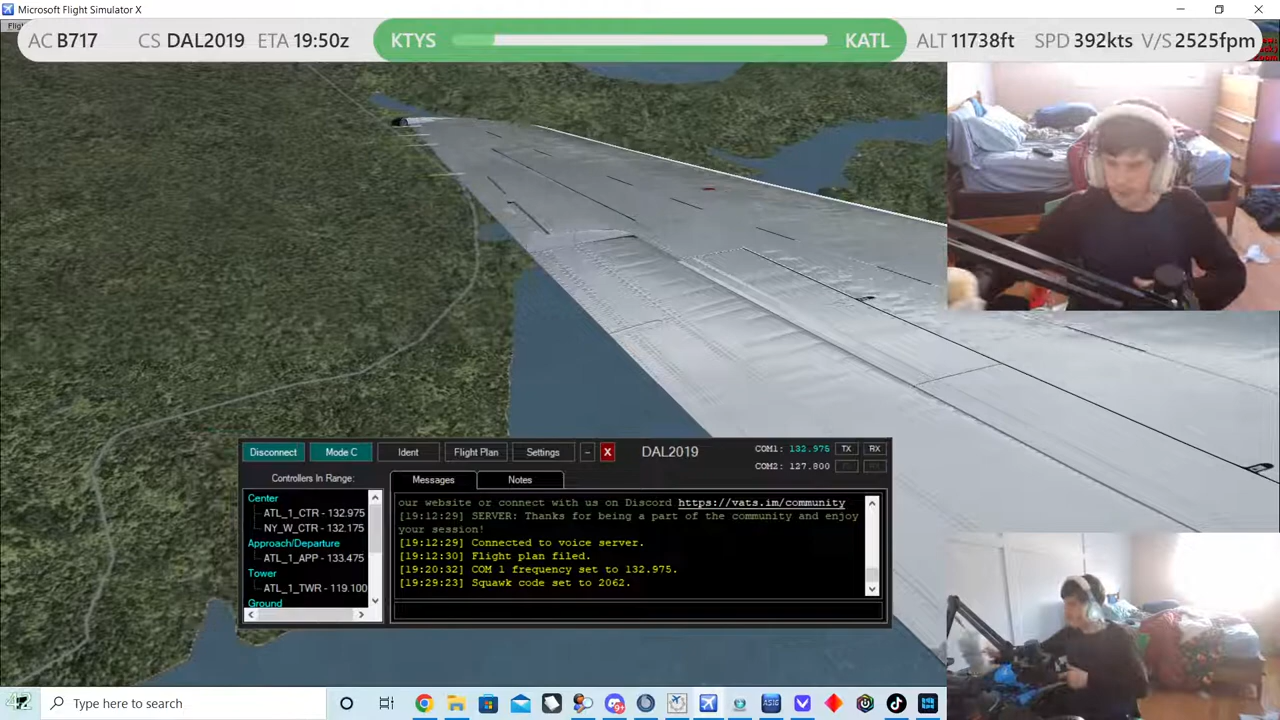 Microsoft Flight Simulator X
AC B717 CS DAL2019 ETA 19:50z KTYS KATL ALT 11738ft SPD 392kts V/S 2525fpm
Disconnect Mode C Ident Flight Plan Settings – X DAL2019 COM1: 132.975 TX RX
COM2: 127.800
Controllers In Range:
Center
ATL_1_CTR - 132.975
NY_W_CTR - 132.175
Approach/Departure
ATL_1_APP - 133.475
Tower
ATL_1_TWR - 119.100
Ground
Messages Notes
our website or connect with us on Discord https://vats.im/community
[19:12:29] SERVER: Thanks for being a part of the community and enjoy
your session!
[19:12:29] Connected to voice server.
[19:12:30] Flight plan filed.
[19:20:32] COM 1 frequency set to 132.975.
[19:29:23] Squawk code set to 2062.
Type here to search